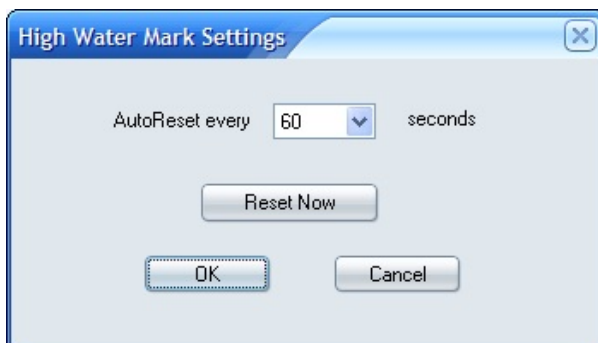 High Water Mark Settings
AutoReset every 60 seconds
Reset Now
OK Cancel